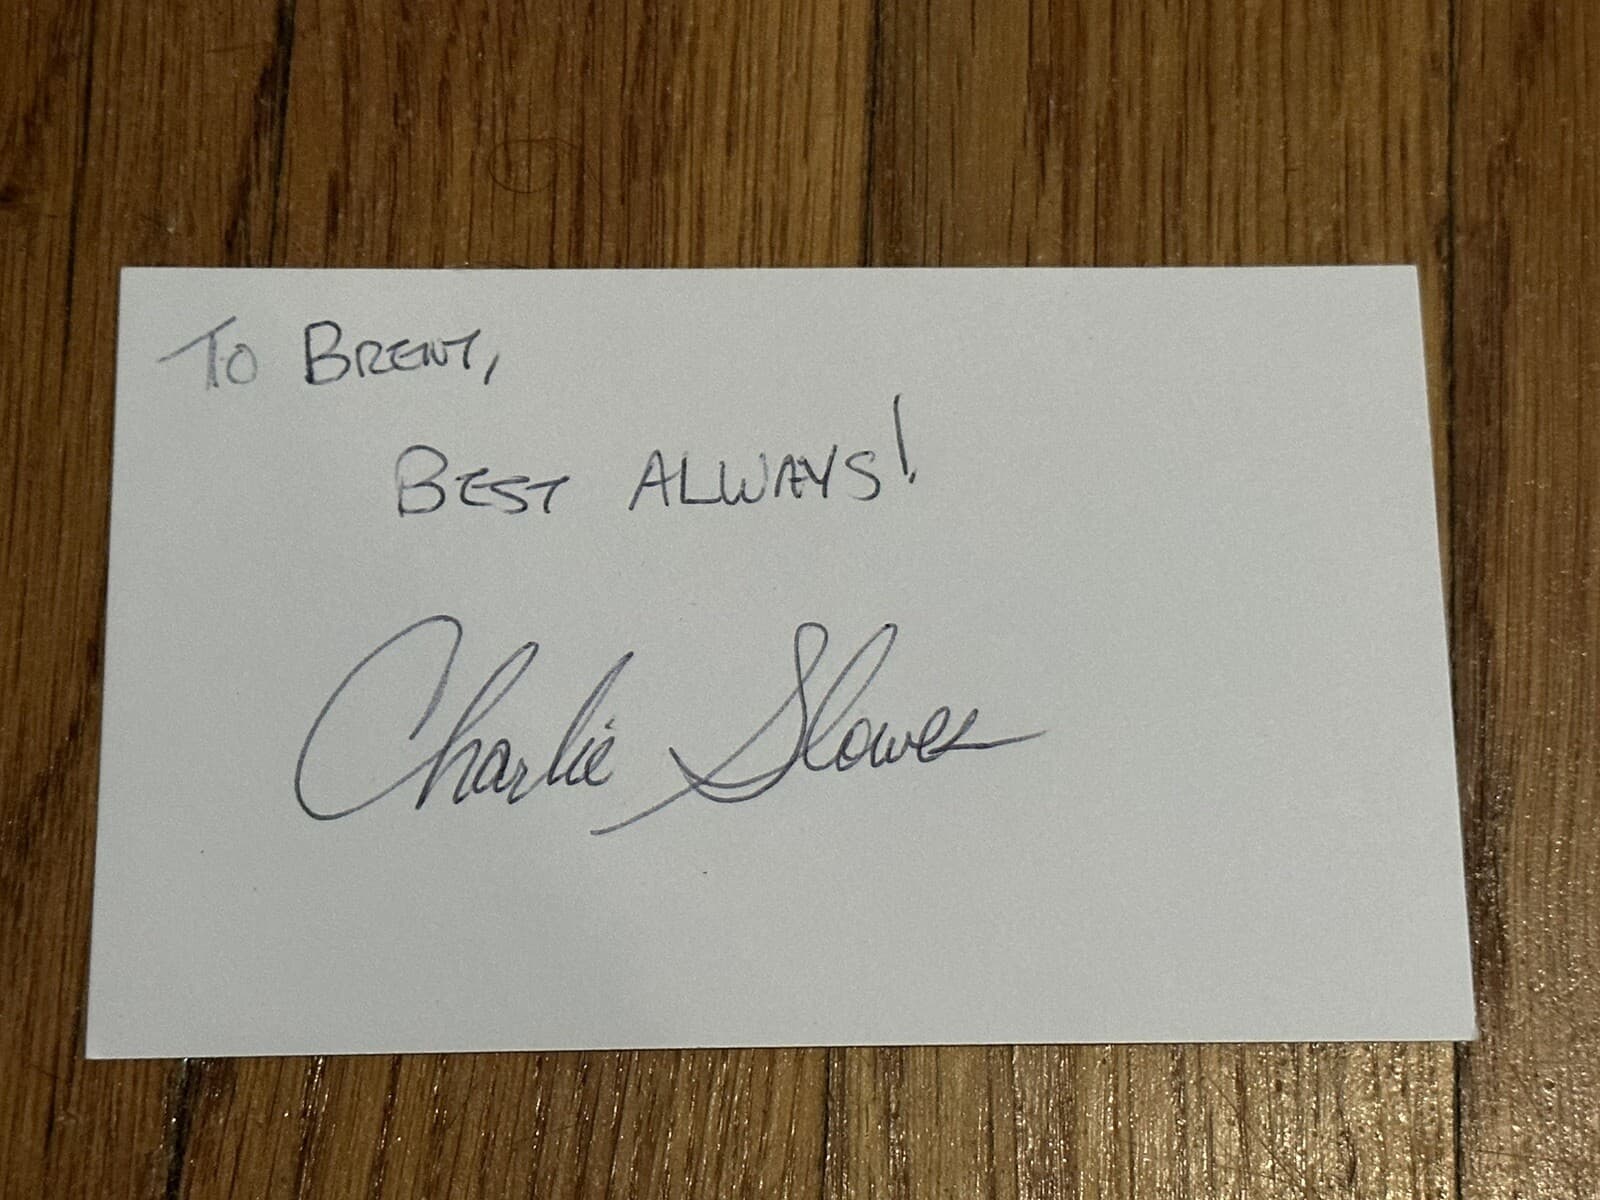 To Brent,
Best Always!
Charlie Slowes